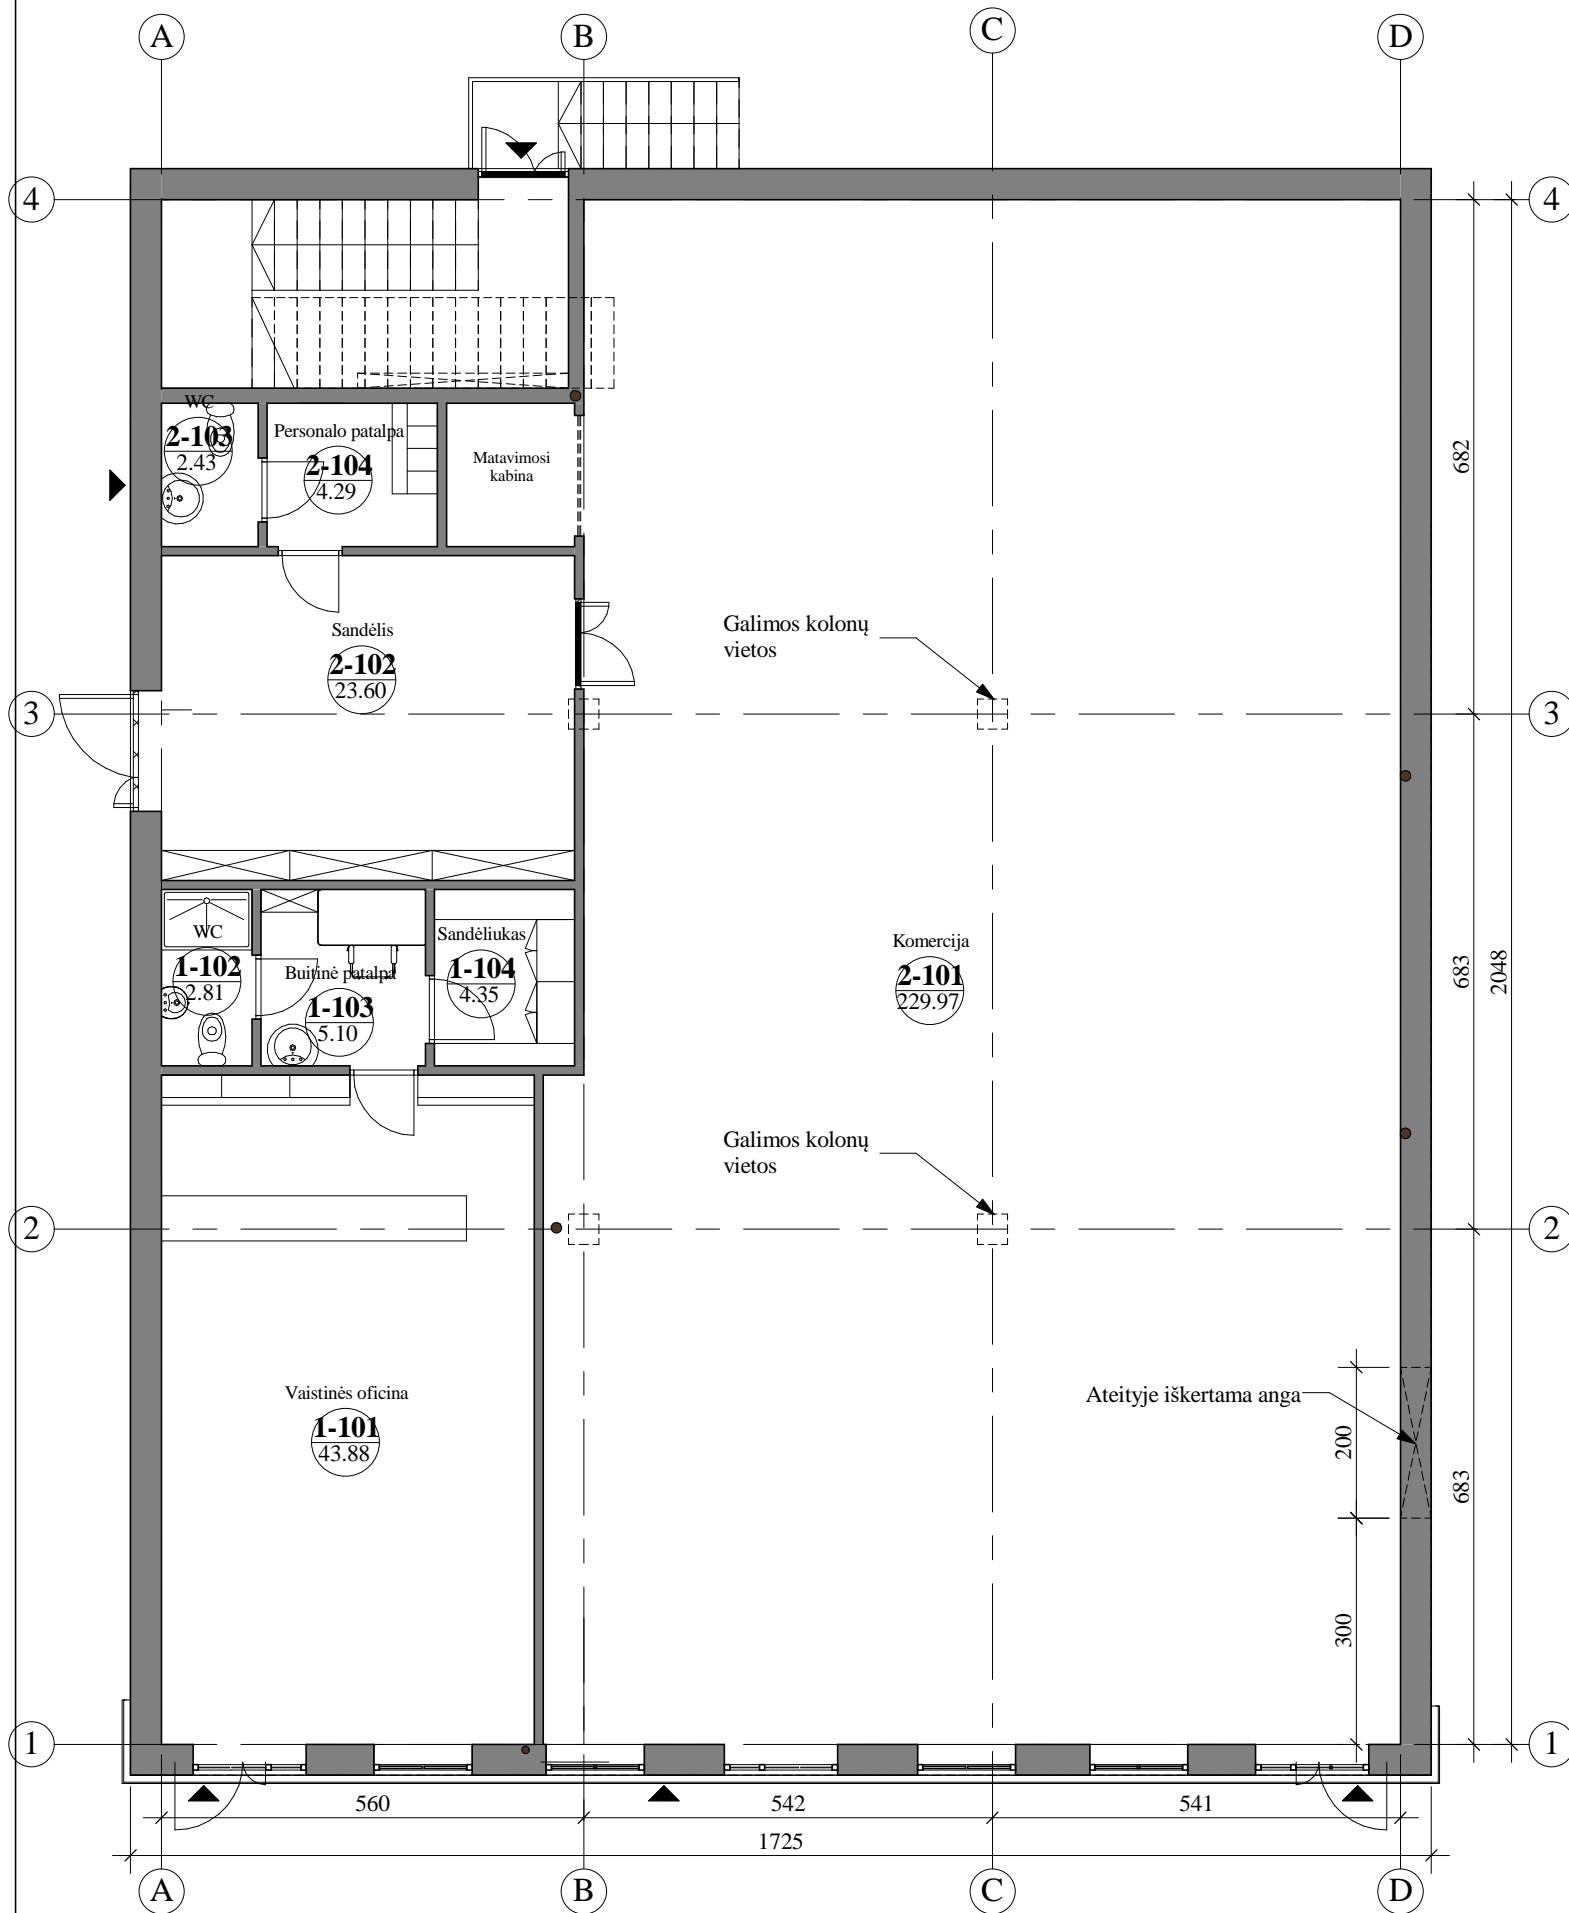 A
B
C
D
4
4
WC
2-103
2.43
Personalo patalpa
2-104
4.29
Matavimosi
kabina
682
Sandėlis
2-102
23.60
Galimos kolonų
vietos
3
3
WC
1-102
2.81
Buitinė patalpa
1-103
5.10
Sandėliukas
1-104
4.35
Komercija
2-101
229.97
683
2048
Galimos kolonų
vietos
2
2
Vaistinės oficina
1-101
43.88
Ateityje iškertama anga
200
683
300
1
1
560
542
541
1725
A
B
C
D